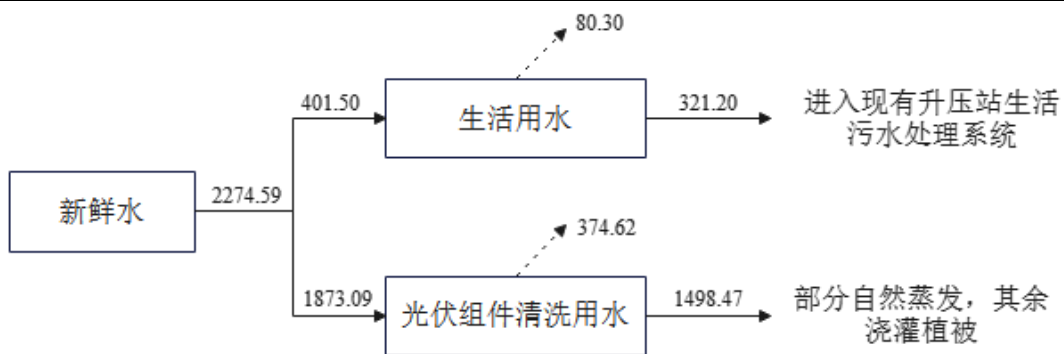 80.30
401.50
生活用水
321.20
进入现有升压站生活
污水处理系统
新鲜水
2274.59
374.62
1873.09
光伏组件清洗用水
1498.47
部分自然蒸发，其余
浇灌植被